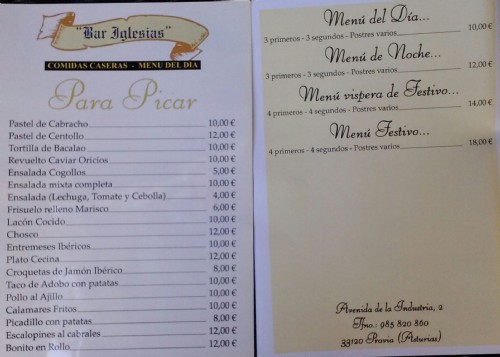 "Bar Iglesias"
COMIDAS CASERAS - MENU DEL DIA
Para Picar
Pastel de Cabracho 10,00 €
Pastel de Centollo 12,00 €
Tortilla de Bacalao 10,00 €
Revuelto Caviar Oricios 10,00 €
Ensalada Cogollos 5,00 €
Ensalada mixta completa 10,00 €
Ensalada (Lechuga, Tomate y Cebolla) 4,00 €
Frisuelo relleno Marisco 6,00 €
Lacón Cocido 10,00 €
Chosco 12,00 €
Entremeses Ibéricos 10,00 €
Plato Cecina 12,00 €
Croquetas de Jamón Ibérico 8,00 €
Taco de Adobo con patatas 10,00 €
Pollo al Ajillo 10,00 €
Calamares Fritos 10,00 €
Picadillo con patatas 8,00 €
Escalopines al cabrales 12,00 €
Bonito en Rollo 12,00 €
Menú del Día...
3 primeros - 3 segundos - Postres varios 10,00 €
Menú de Noche...
3 primeros - 3 segundos - Postres varios 12,00 €
Menú vispera de Festivo...
4 primeros - 4 segundos - Postres varios 14,00 €
Menú Festivo...
4 primeros - 4 segundos - Postres varios 18,00 €
Avenida de la Industria, 2
Tfno.: 985 820 860
33120 Pravia (Asturias)